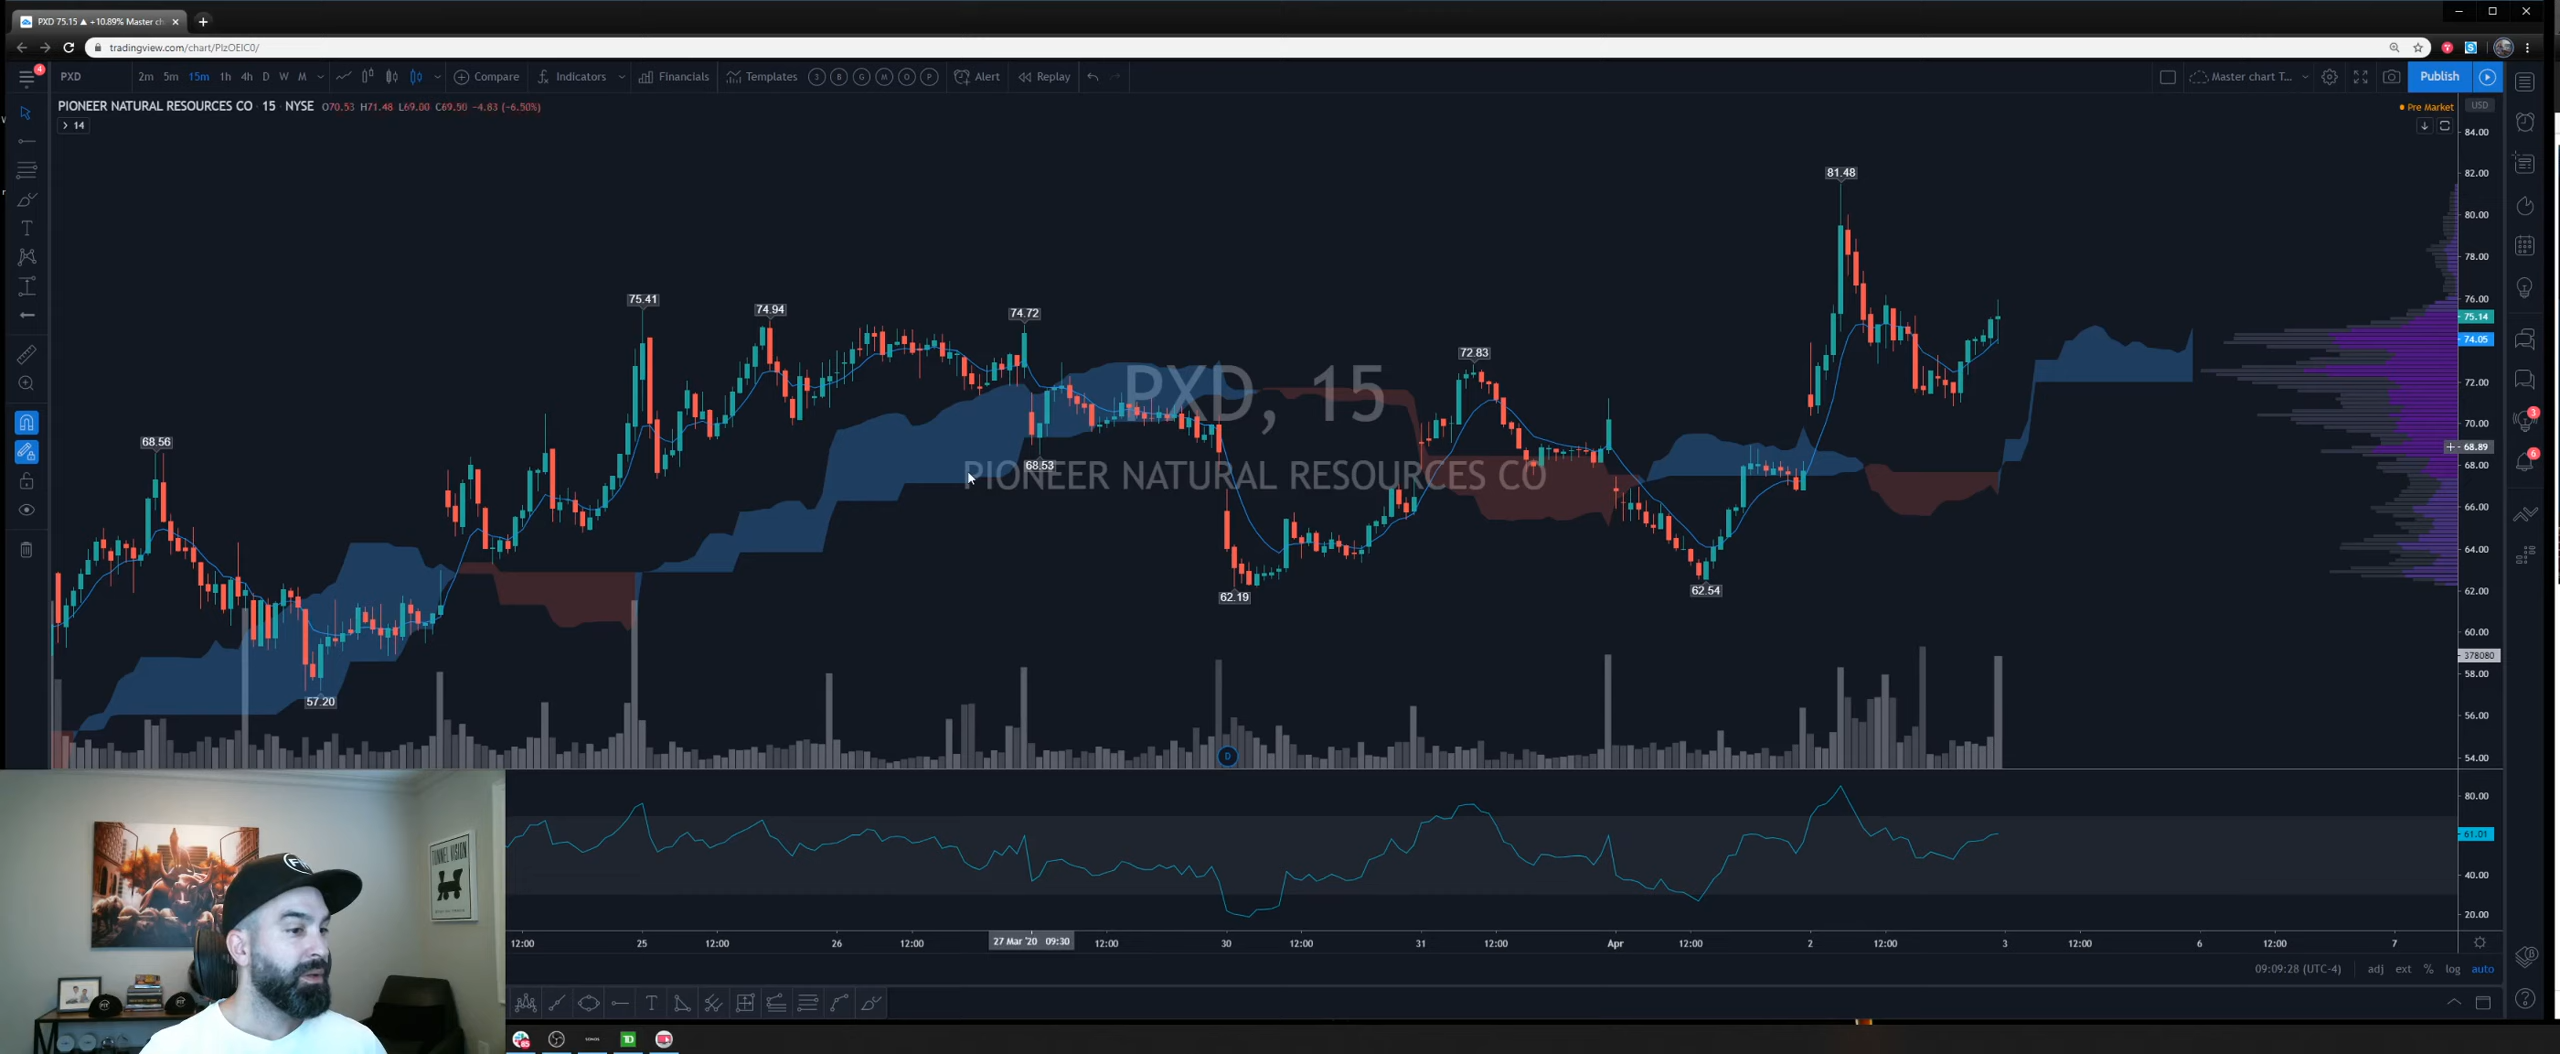 PXD 75.15 ▲ +10.89% Master ch
tradingview.com/chart/PIzOEIC0/
4
PXD 2m 5m 15m 1h 4h D W M Compare Indicators Financials Templates 3 B G M O P Alert Replay Master chart T... Publish
PIONEER NATURAL RESOURCES CO · 15 · NYSE O70.53 H71.48 L69.00 C69.50 -4.83 (-6.50%)
Pre Market USD
14
84.00
81.48
82.00
80.00
78.00
75.41
76.00
74.94
74.72
75.14
74.05
72.83
72.00
PXD, 15
70.00
3
68.56
68.89
68.53
68.00
6
PIONEER NATURAL RESOURCES CO
66.00
64.00
62.19
62.54
62.00
60.00
378080
58.00
57.20
56.00
D
54.00
80.00
61.01
TUNNEL VISION
40.00
20.00
12:00 25 12:00 26 12:00 27 Mar '20 09:30 12:00 30 12:00 31 12:00 Apr 12:00 2 12:00 3 12:00 6 12:00 7
09:09:28 (UTC-4) adj ext % log auto
T
TD